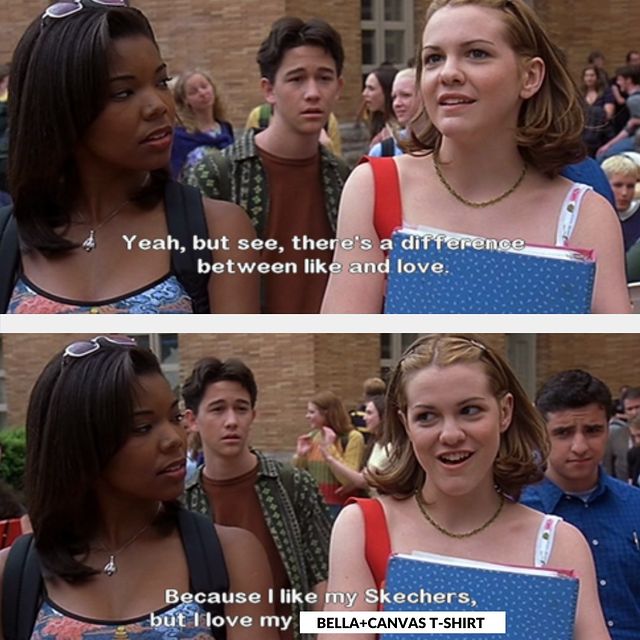 Yeah, but see, there's a difference
between like and love.
Because I like my Skechers,
but I love my BELLA+CANVAS T-SHIRT